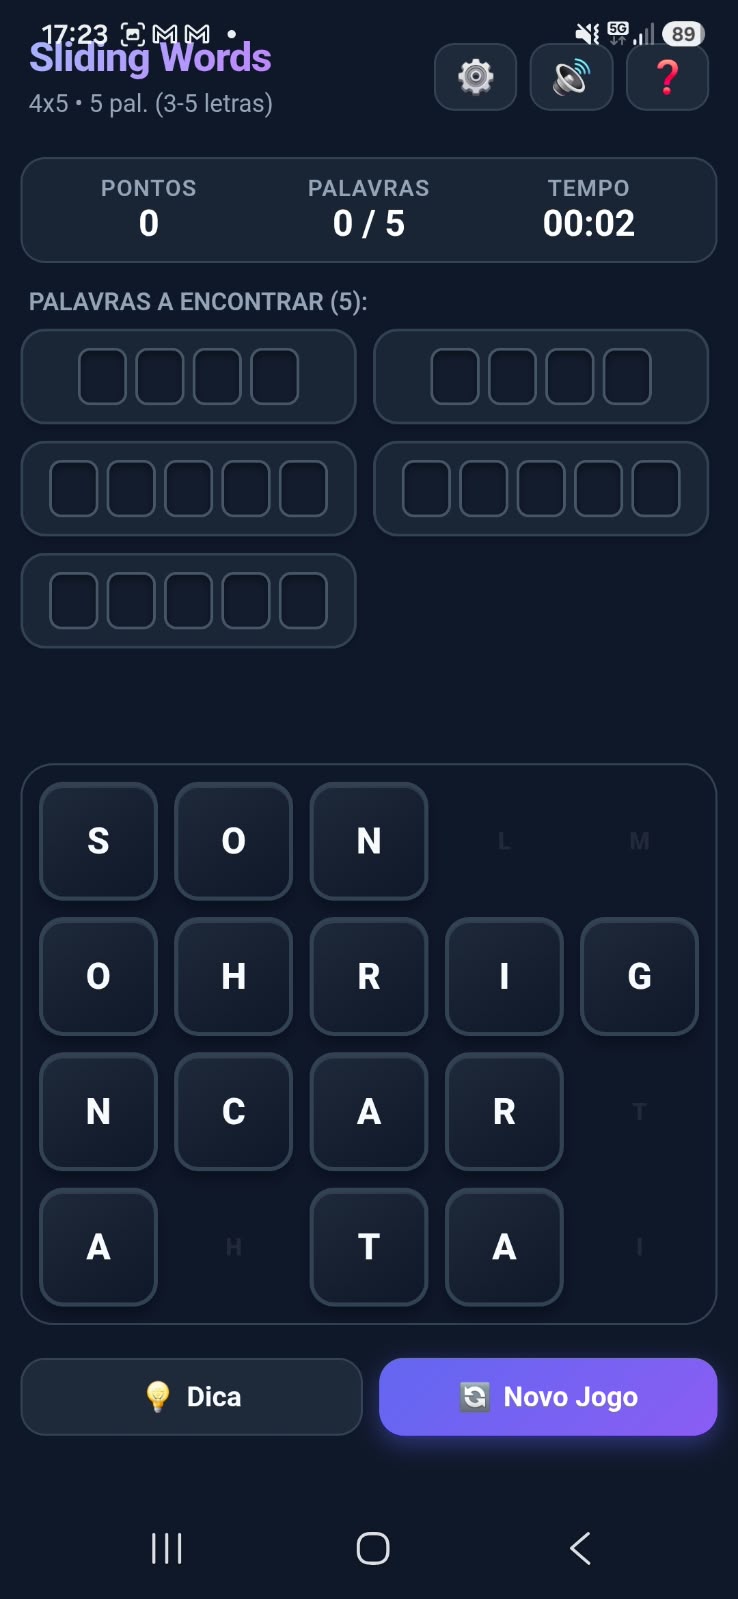 17:23
5G
89
Sliding Words
4x5 • 5 pal. (3-5 letras)
PONTOS PALAVRAS TEMPO
0 0 / 5 00:02
PALAVRAS A ENCONTRAR (5):
S O N L M
O H R I G
N C A R T
A H T A I
Dica
Novo Jogo